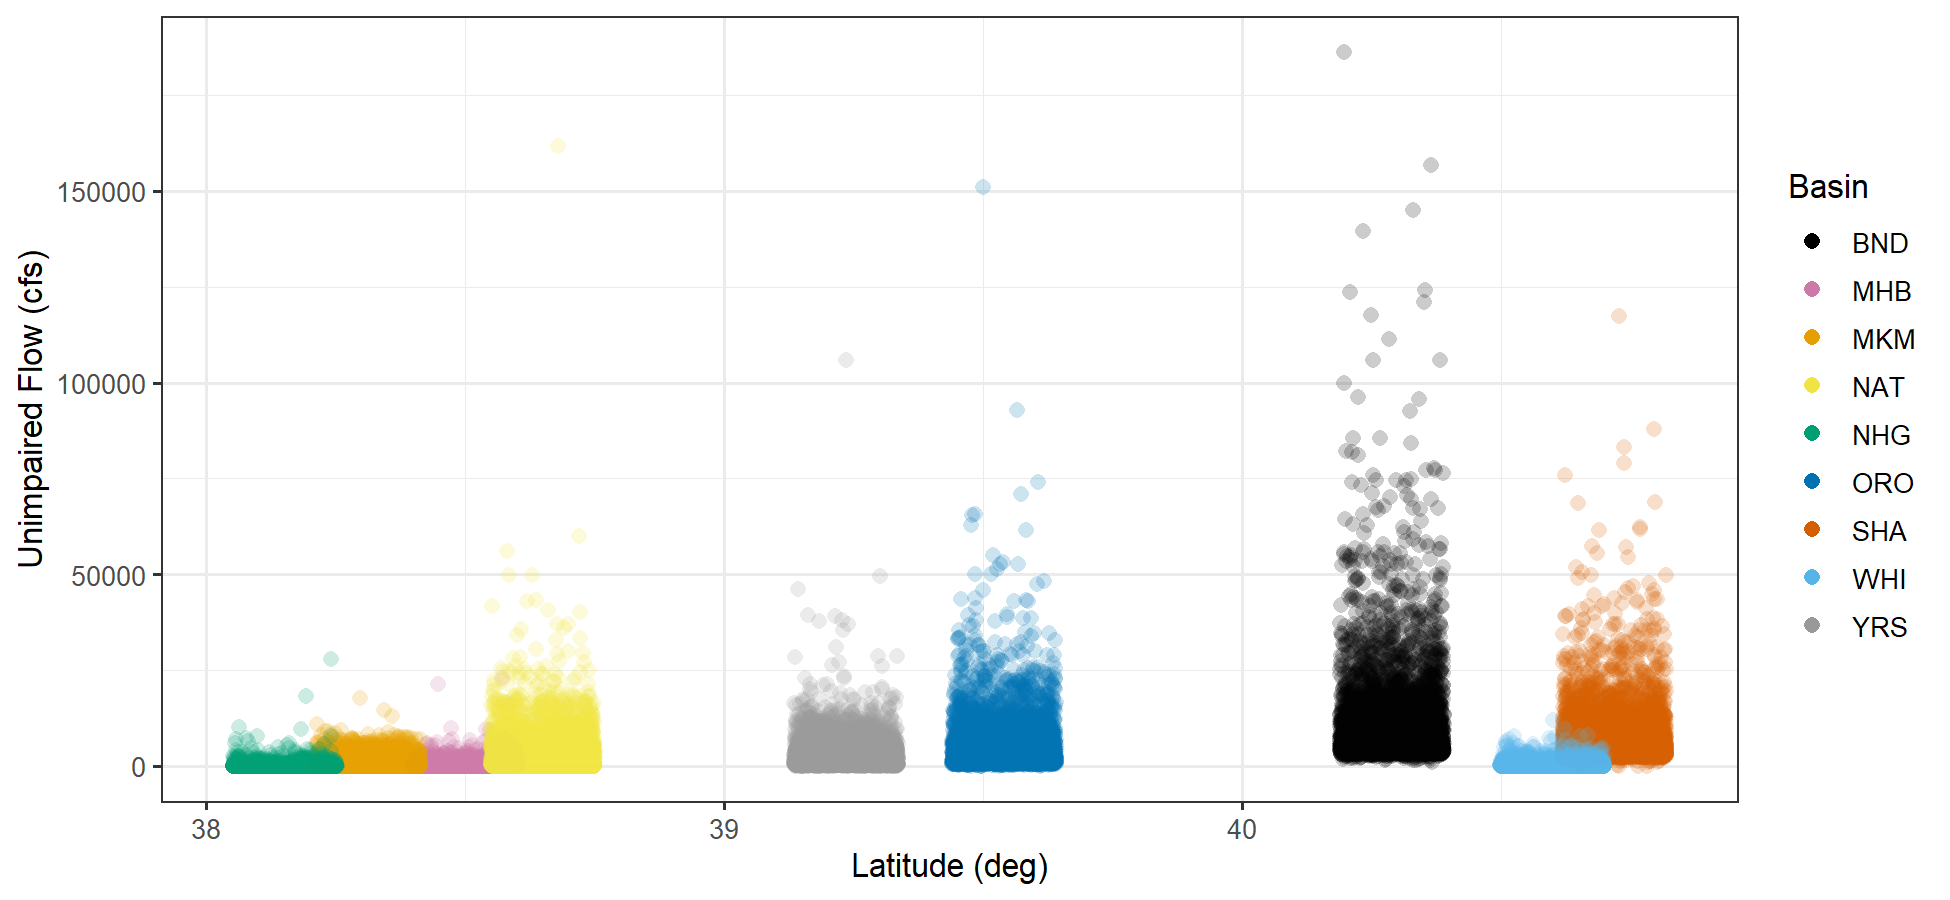 Unimpaired Flow (cfs)
150000
100000
50000
0
38
39
40
Latitude (deg)
Basin
BND
MHB
MKM
NAT
NHG
ORO
SHA
WHI
YRS